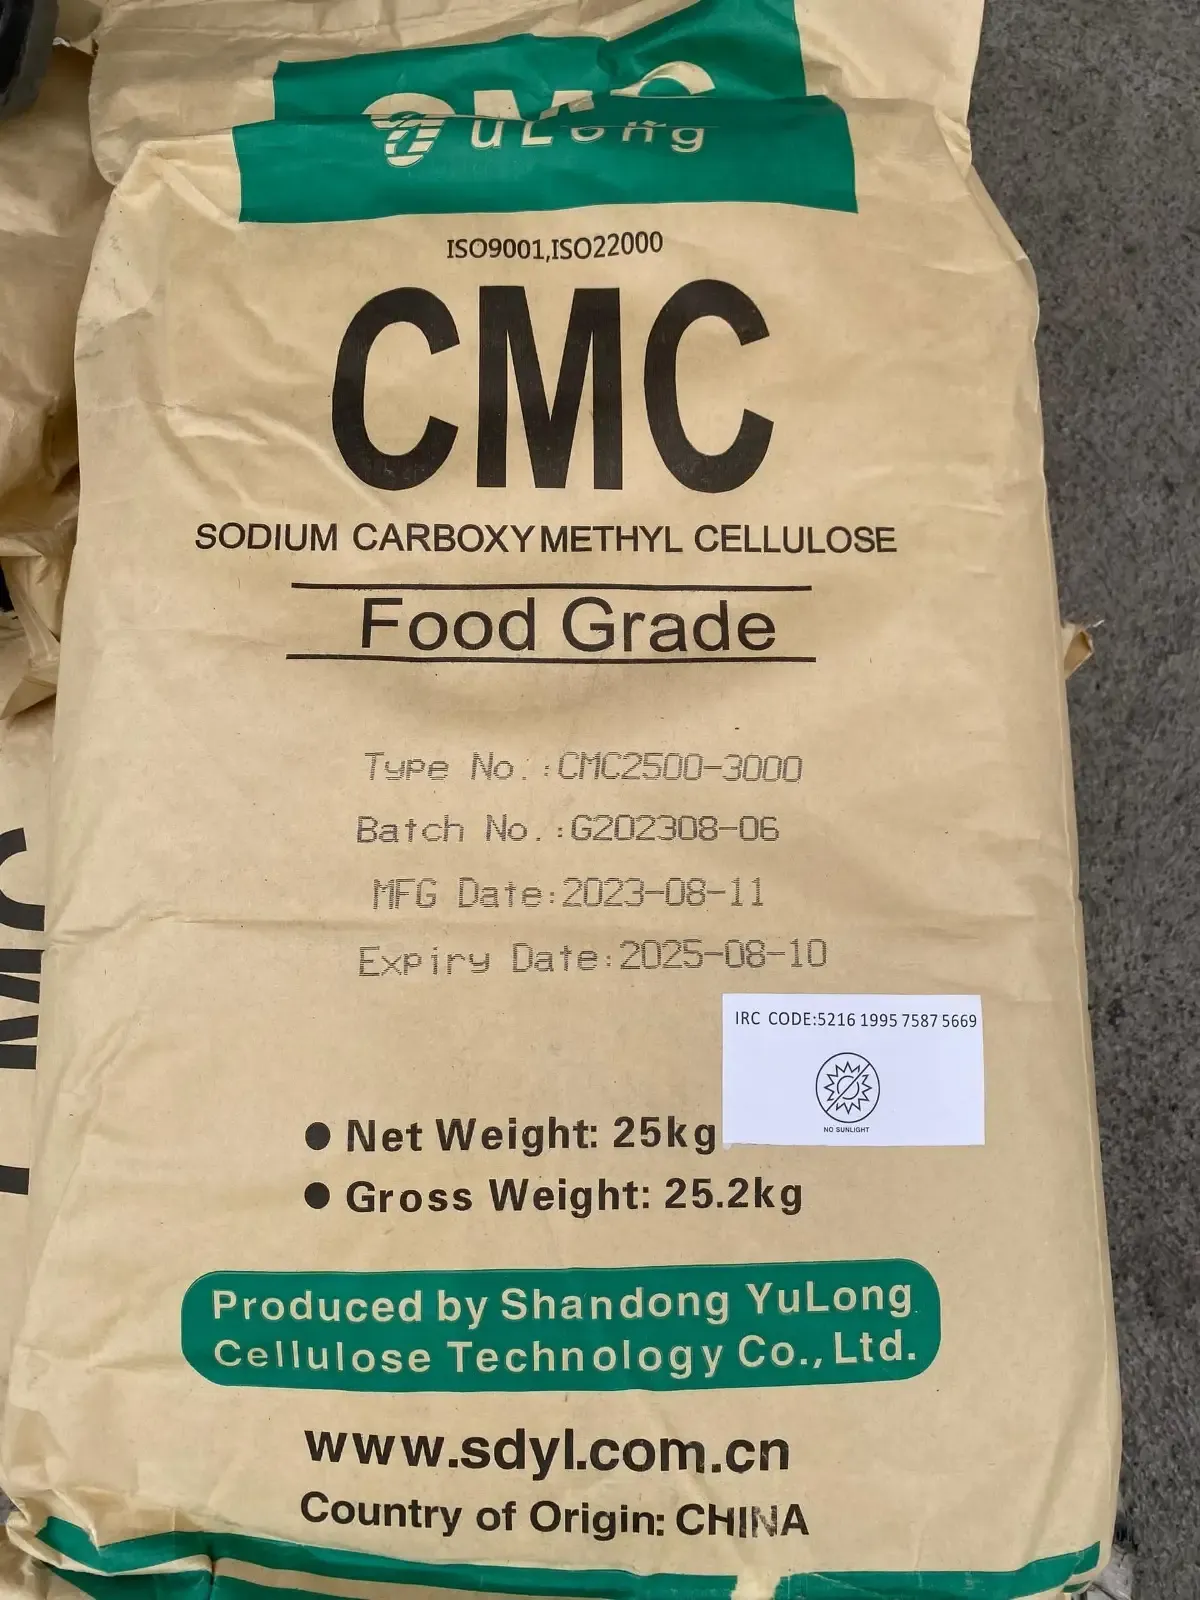 YuLong
ISO9001,ISO22000
CMC
SODIUM CARBOXYMETHYL CELLULOSE
Food Grade
Type No.:CMC2500-3000
Batch No.:G202308-06
MFG Date:2023-08-11
Expiry Date:2025-08-10
IRC CODE:5216 1995 7587 5669
NO SUNLIGHT
● Net Weight: 25kg
● Gross Weight: 25.2kg
Produced by Shandong YuLong
Cellulose Technology Co., Ltd.
www.sdyl.com.cn
Country of Origin: CHINA